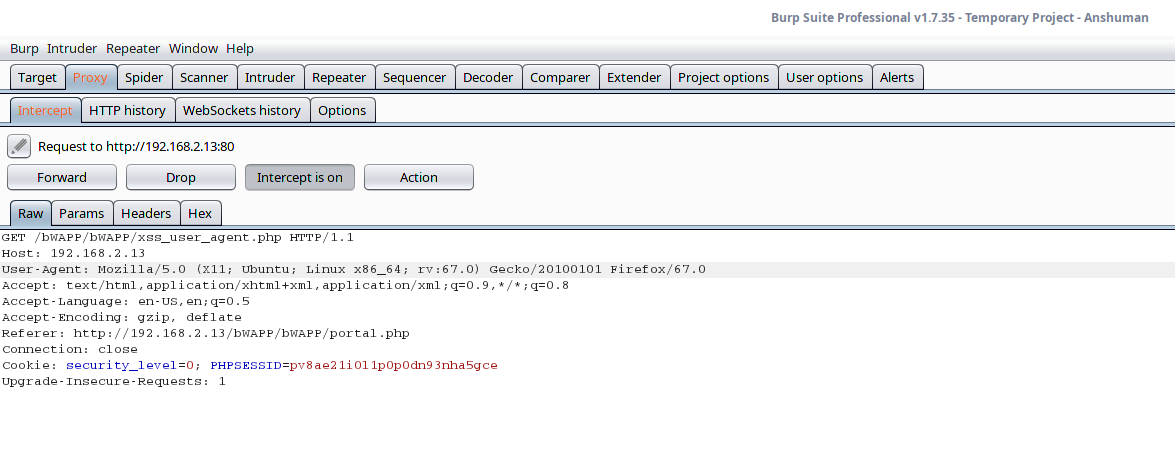 Burp Suite Professional v1.7.35 - Temporary Project - Anshuman
Burp Intruder Repeater Window Help
Target Proxy Spider Scanner Intruder Repeater Sequencer Decoder Comparer Extender Project options User options Alerts
Intercept HTTP history WebSockets history Options
Request to http://192.168.2.13:80
Forward Drop Intercept is on Action
Raw Params Headers Hex
GET /bWAPP/bWAPP/xss_user_agent.php HTTP/1.1
Host: 192.168.2.13
User-Agent: Mozilla/5.0 (X11; Ubuntu; Linux x86_64; rv:67.0) Gecko/20100101 Firefox/67.0
Accept: text/html,application/xhtml+xml,application/xml;q=0.9,*/*;q=0.8
Accept-Language: en-US,en;q=0.5
Accept-Encoding: gzip, deflate
Referer: http://192.168.2.13/bWAPP/bWAPP/portal.php
Connection: close
Cookie: security_level=0; PHPSESSID=pv8ae21i0l1p0p0dn93nha5gce
Upgrade-Insecure-Requests: 1